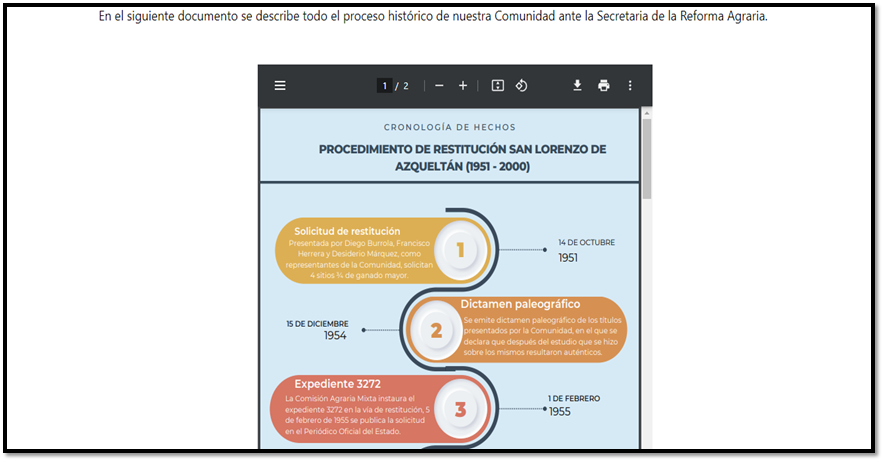 En el siguiente documento se describe todo el proceso histórico de nuestra Comunidad ante la Secretaria de la Reforma Agraria.
1 / 2
CRONOLOGÍA DE HECHOS
PROCEDIMIENTO DE RESTITUCIÓN SAN LORENZO DE
AZQUELTÁN (1951 - 2000)
Solicitud de restitución
Presentada por Diego Burrola, Francisco
Herrera y Desiderio Márquez, como
representantes de la Comunidad, solicitan
4 sitios ¾ de ganado mayor.
1
14 DE OCTUBRE
1951
15 DE DICIEMBRE
1954
2
Dictamen paleográfico
Se emite dictamen paleográfico de los títulos
presentados por la Comunidad, en el que se
declara que después del estudio que se hizo
sobre los mismos resultaron auténticos.
Expediente 3272
La Comisión Agraria Mixta instaura el
expediente 3272 en la vía de restitución, 5
de febrero de 1955 se publica la solicitud
en el Periódico Oficial del Estado.
3
1 DE FEBRERO
1955